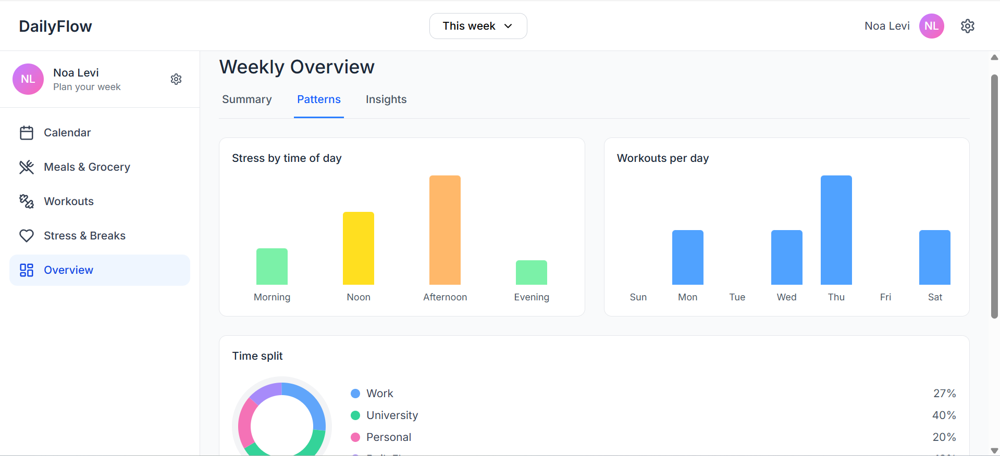 DailyFlow
This week
Noa Levi
NL
NL
Noa Levi
Plan your week
Calendar
Meals & Grocery
Workouts
Stress & Breaks
Overview
Weekly Overview
Summary Patterns Insights
Stress by time of day
Morning Noon Afternoon Evening
Workouts per day
Sun Mon Tue Wed Thu Fri Sat
Time split
Work 27%
University 40%
Personal 20%